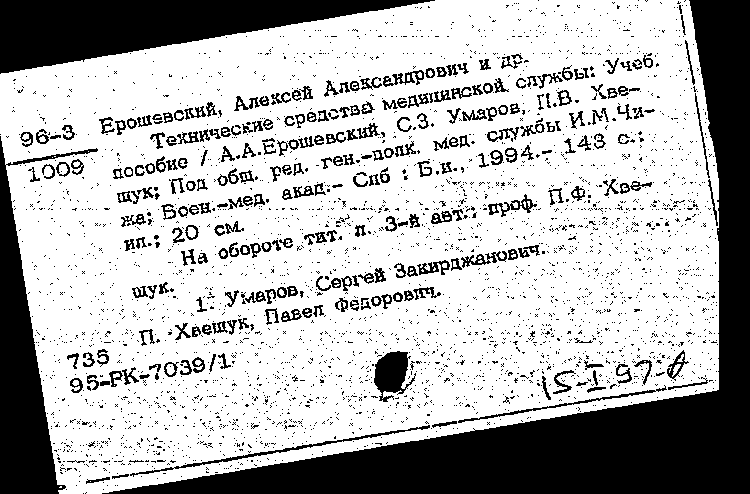 96-3
1009
Ерошевский, Алексей Александрович и др.
Технические средства медицинской службы: Учеб.
пособие / А.А.Ерошевский, С.З. Умаров, П.В. Хве-
щук; Под общ. ред. ген.-полк. мед. службы И.М.Чи-
жа; Воен.-мед. акад.- Спб : Б.и., 1994.- 143 с.:
ил.; 20 см.
На обороте тит. л. 3-й авт.: проф. П.Ф. Хве-
щук.
1. Умаров, Сергей Закирджанович.
П. Хвещук, Павел Федорович.
735
95-РК-7039/1
15-I.97